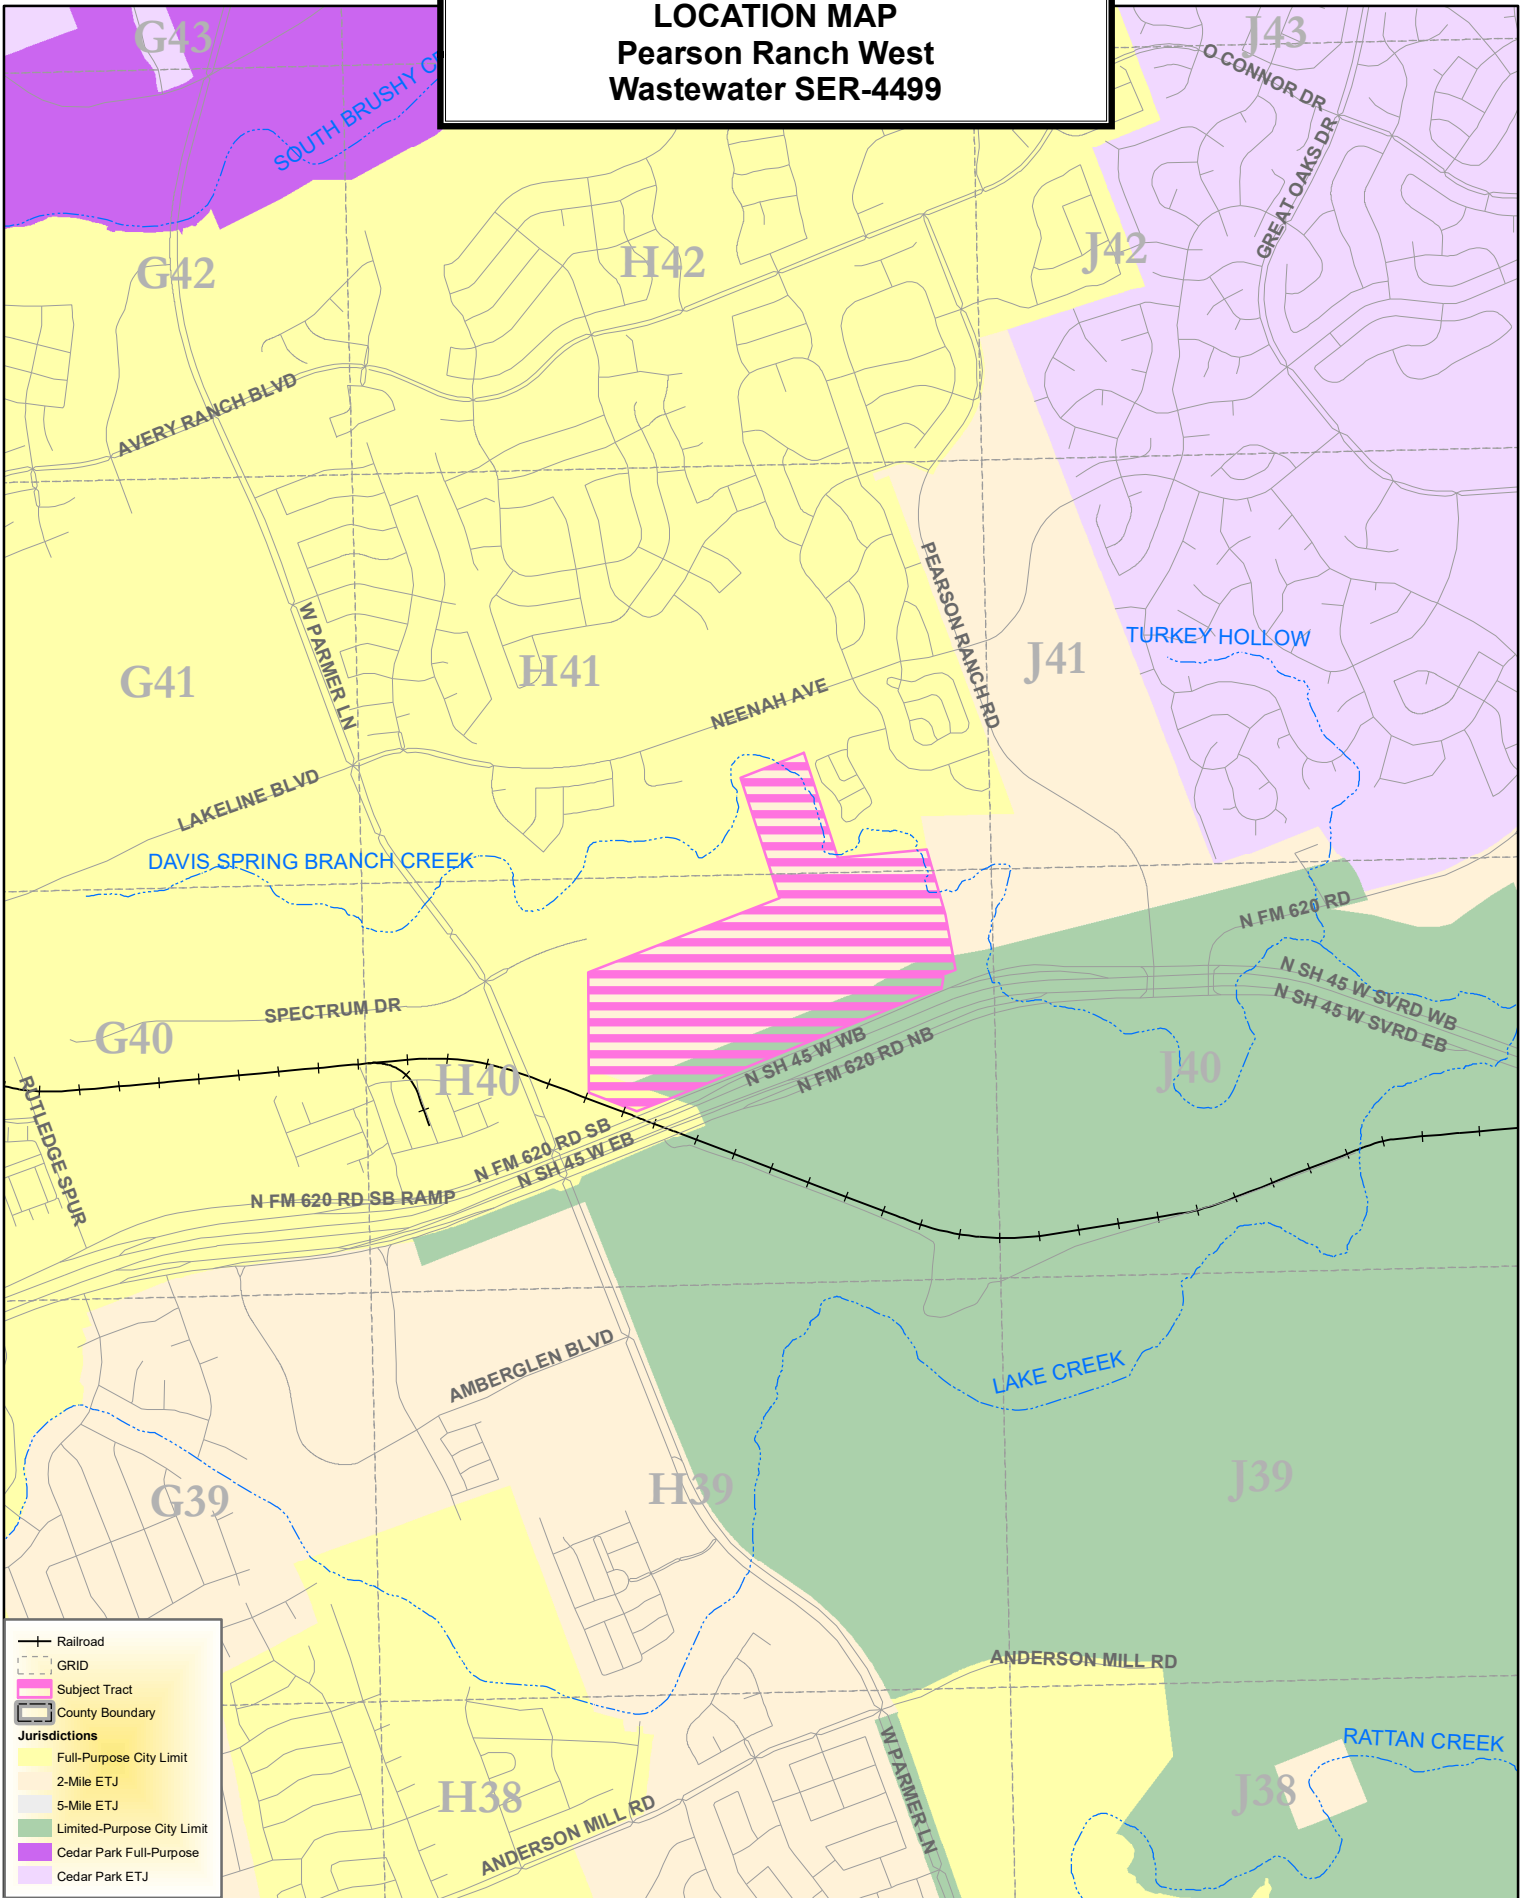 LOCATION MAP
Pearson Ranch West
Wastewater SER-4499
G43
J43
O CONNOR DR
SOUTH BRUSHY CR
GREAT OAKS DR
G42
H42
J42
AVERY RANCH BLVD
PEARSON RANCH RD
W PARMER LN
TURKEY HOLLOW
G41
H41
J41
NEENAH AVE
LAKELINE BLVD
DAVIS SPRING BRANCH CREEK
N FM 620 RD
SPECTRUM DR
N SH 45 W SVRD WB
N SH 45 W SVRD EB
G40
H40
J40
N SH 45 W WB
N FM 620 RD NB
RUTLEDGE SPUR
N FM 620 RD SB
N SH 45 W EB
N FM 620 RD SB RAMP
AMBERGLEN BLVD
LAKE CREEK
G39
H39
J39
ANDERSON MILL RD
W PARMER LN
RATTAN CREEK
H38
J38
ANDERSON MILL RD
Railroad
GRID
Subject Tract
County Boundary
Jurisdictions
Full-Purpose City Limit
2-Mile ETJ
5-Mile ETJ
Limited-Purpose City Limit
Cedar Park Full-Purpose
Cedar Park ETJ